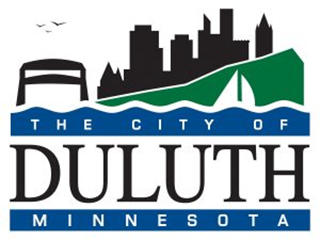 THE CITY OF
DULUTH
MINNESOTA